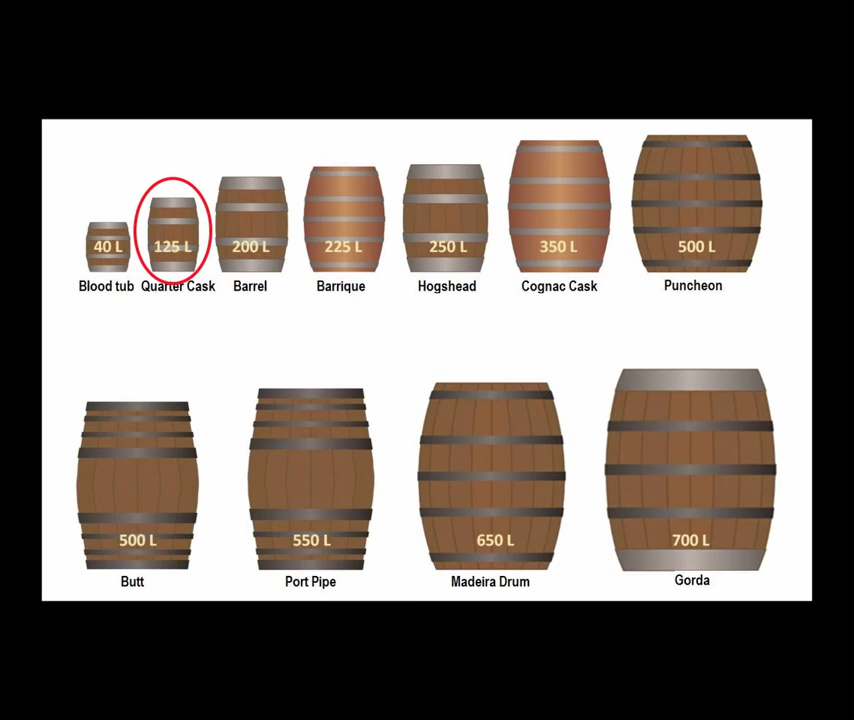 40 L 125 L 200 L 225 L 250 L 350 L 500 L
Blood tub Quarter Cask Barrel Barrique Hogshead Cognac Cask Puncheon
500 L 550 L 650 L 700 L
Butt Port Pipe Madeira Drum Gorda